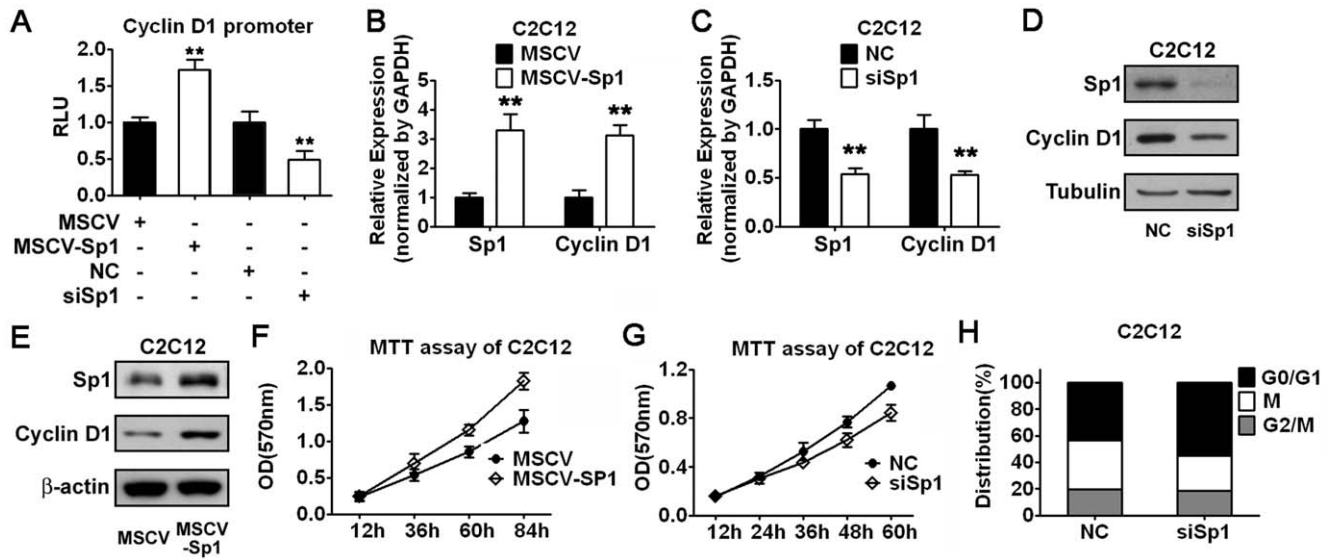 A
Cyclin D1 promoter
RLU
2.0
1.5
1.0
0.5
0.0
**
**
MSCV + - - -
MSCV-Sp1 - + - -
NC - - + -
siSp1 - - - +
B
C2C12
MSCV
MSCV-Sp1
Relative Expression
(normalized by GAPDH)
5
4
3
2
1
0
**
**
Sp1 Cyclin D1
C
C2C12
NC
siSp1
Relative Expression
(normalized by GAPDH)
1.5
1.0
0.5
0.0
**
**
Sp1 Cyclin D1
D
C2C12
Sp1
Cyclin D1
Tubulin
NC siSp1
E
C2C12
Sp1
Cyclin D1
β-actin
MSCV MSCV
-Sp1
F
MTT assay of C2C12
OD(570nm)
2.0
1.5
1.0
0.5
0.0
MSCV
MSCV-SP1
12h 36h 60h 84h
G
MTT assay of C2C12
OD(570nm)
1.2
0.8
0.4
0.0
NC
siSp1
12h 24h 36h 48h 60h
H
C2C12
Distribution(%)
100
80
60
40
20
0
G0/G1
M
G2/M
NC siSp1